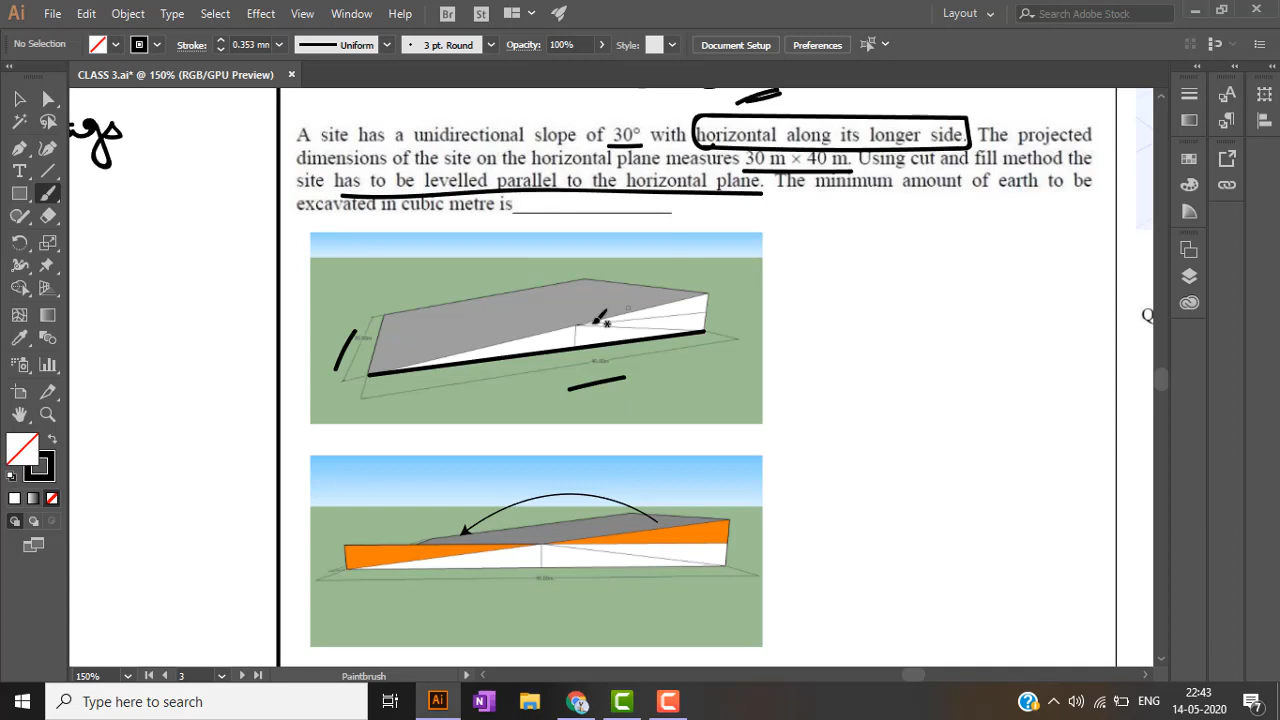 Ai File Edit Object Type Select Effect View Window Help Br St Layout Search Adobe Stock
No Selection Stroke: 0.353 mm Uniform 3 pt. Round Opacity: 100% Style: Document Setup Preferences
CLASS 3.ai* @ 150% (RGB/GPU Preview) ×
A site has a unidirectional slope of 30° with horizontal along its longer side. The projected
dimensions of the site on the horizontal plane measures 30 m × 40 m. Using cut and fill method the
site has to be levelled parallel to the horizontal plane. The minimum amount of earth to be
excavated in cubic metre is
Q
150% 3 Paintbrush
Type here to search
Ai
N
C
C
ENG
22:43
14-05-2020
7